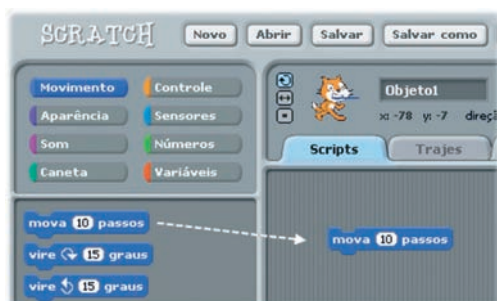 SCRATCH Novo Abrir Salvar Salvar como
Movimento Controle
Aparência Sensores
Som Números
Caneta Variáveis
Objeto1
x: -78 y: -7 direçã
Scripts Trajes
mova 10 passos
vire 15 graus
vire 15 graus
mova 10 passos